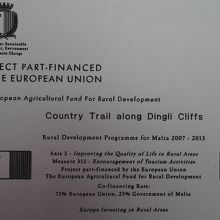 for Sustainable
Environment
Climate Change
JECT PART-FINANCED
HE EUROPEAN UNION
ropean Agricultural Fund For Rural Development
Country Trail along Dingli Cliffs
Rural Development Programme for Malta 2007 - 2013
Axis 3 - Improving the Quality of Life in Rural Areas
Measure 313 - Encouragement of Tourism Activities
Project part-financed by the European Union
The European Agricultural Fund for Rural Development
Co-financing Rate:
75% European Union, 25% Government of Malta
Europe Investing in Rural Areas